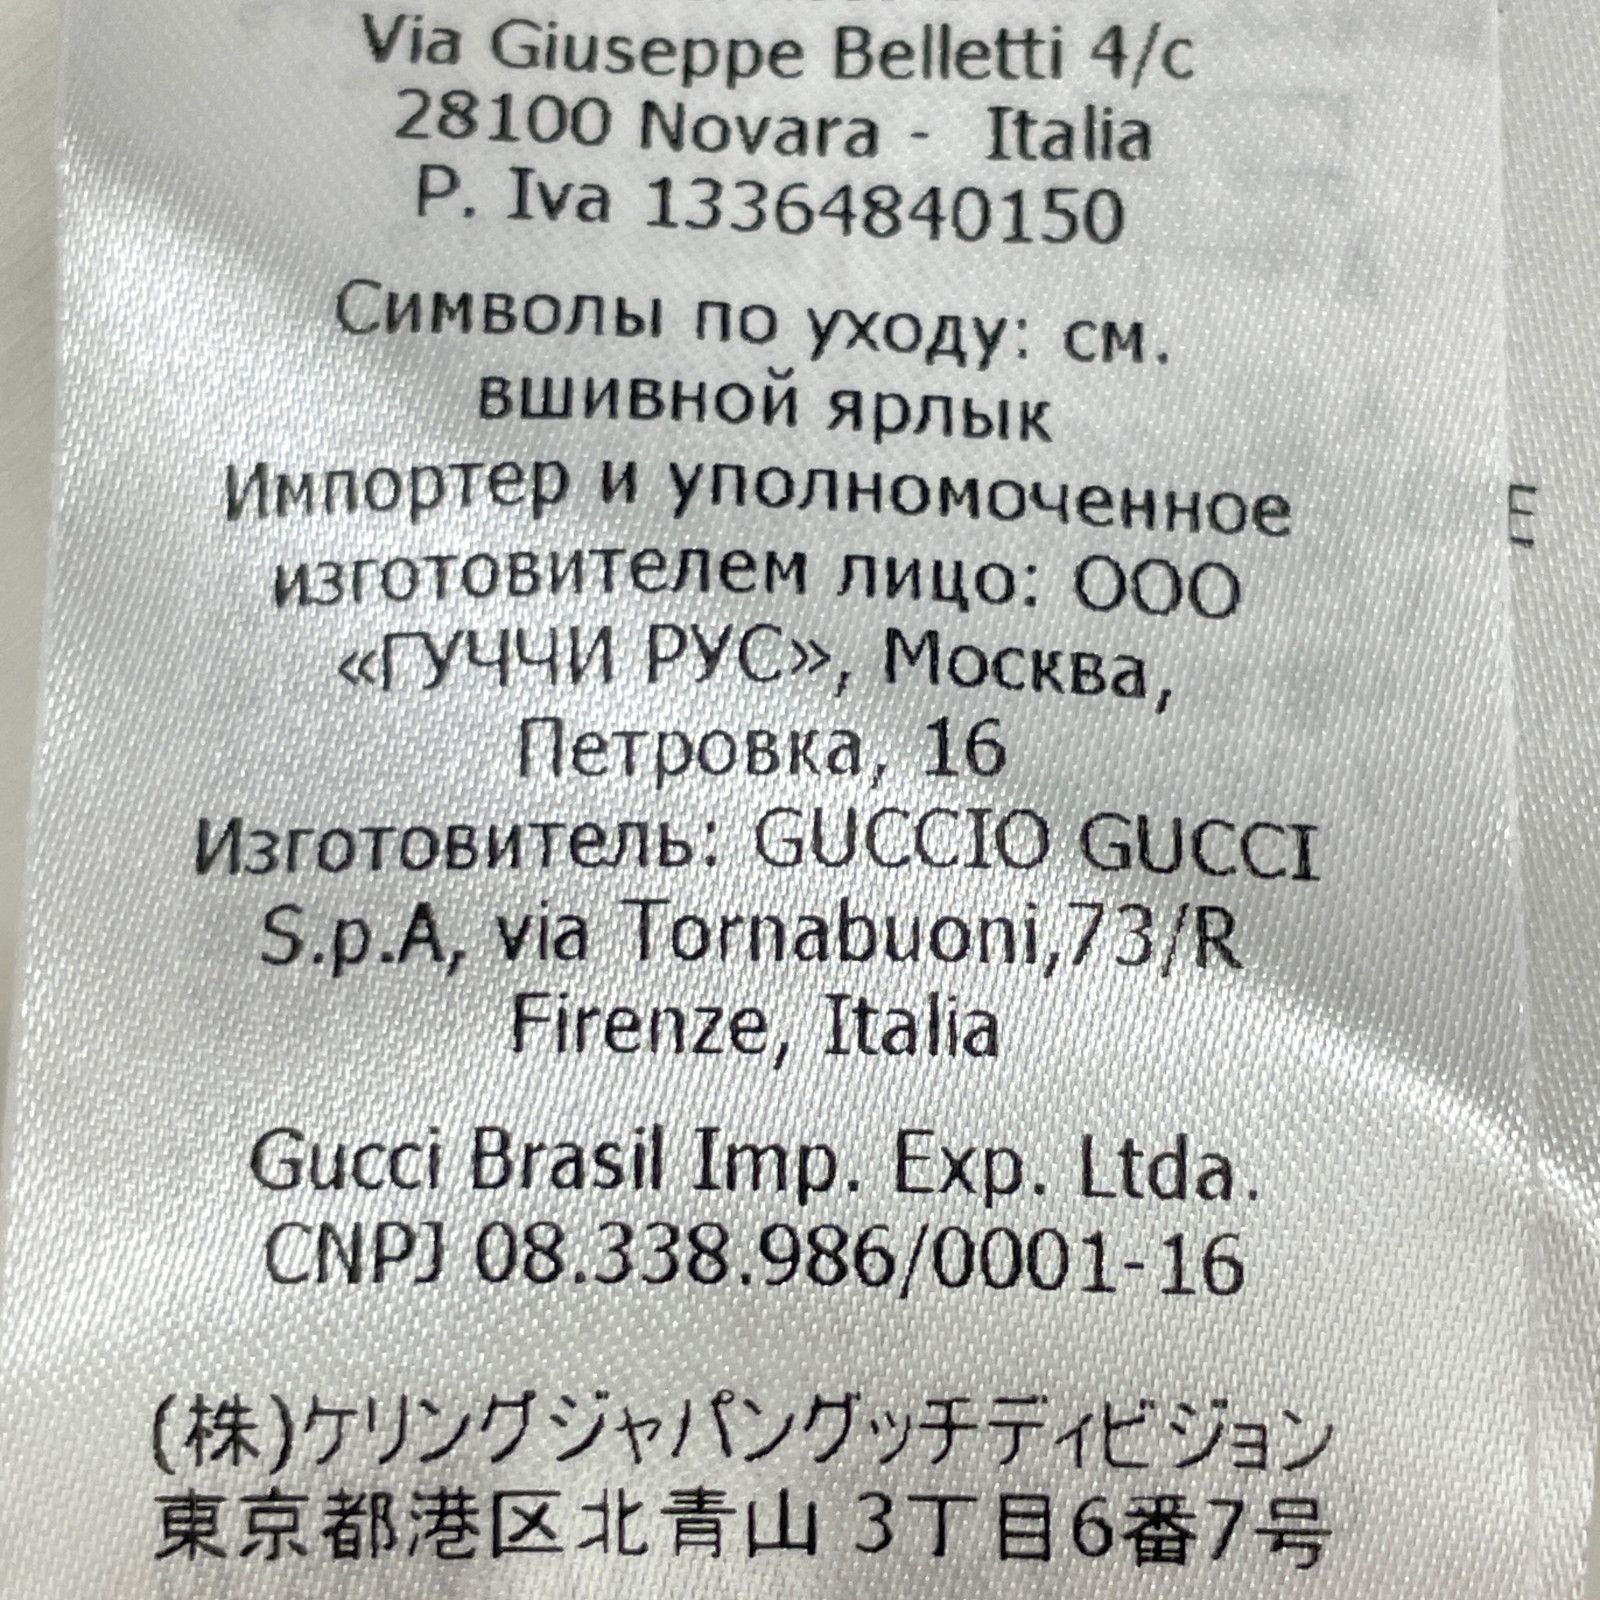 Via Giuseppe Belletti 4/c
28100 Novara - Italia
P. Iva 13364840150
Символы по уходу: см.
вшивной ярлык
Импортер и уполномоченное
изготовителем лицо: ООО
«ГУЧЧИ РУС», Москва,
Петровка, 16
Изготовитель: GUCCIO GUCCI
S.p.A, via Tornabuoni,73/R
Firenze, Italia
Gucci Brasil Imp. Exp. Ltda.
CNPJ 08.338.986/0001-16
(株)ケリングジャパングッチディビジョン
東京都港区北青山 3丁目6番7号
E